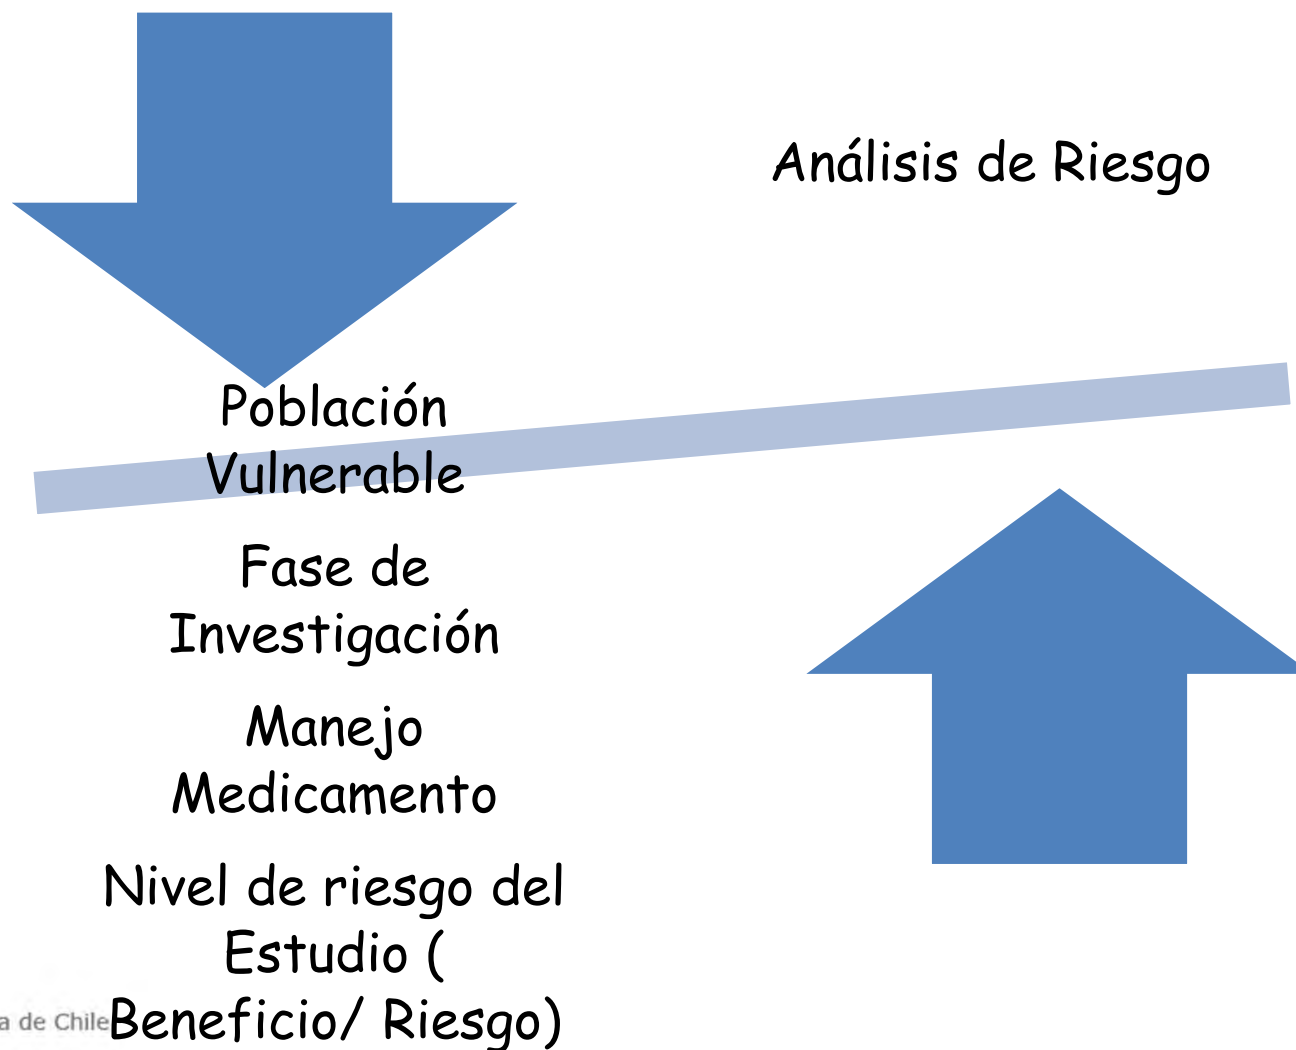 Análisis de Riesgo
Población
Vulnerable
Fase de
Investigación
Manejo
Medicamento
Nivel de riesgo del
Estudio (
Beneficio/ Riesgo)
a de Chile